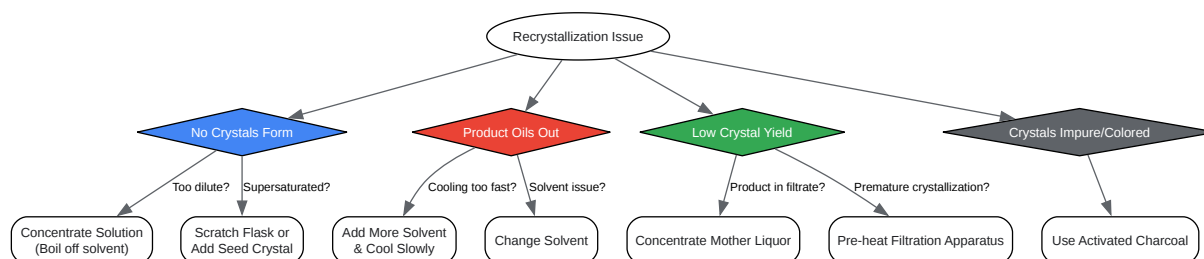 Recrystallization Issue
No Crystals Form
Product Oils Out
Low Crystal Yield
Crystals Impure/Colored
Too dilute?
Supersaturated?
Cooling too fast?
Solvent issue?
Product in filtrate?
Premature crystallization?
Concentrate Solution
(Boil off solvent)
Scratch Flask or
Add Seed Crystal
Add More Solvent
& Cool Slowly
Change Solvent
Concentrate Mother Liquor
Pre-heat Filtration Apparatus
Use Activated Charcoal